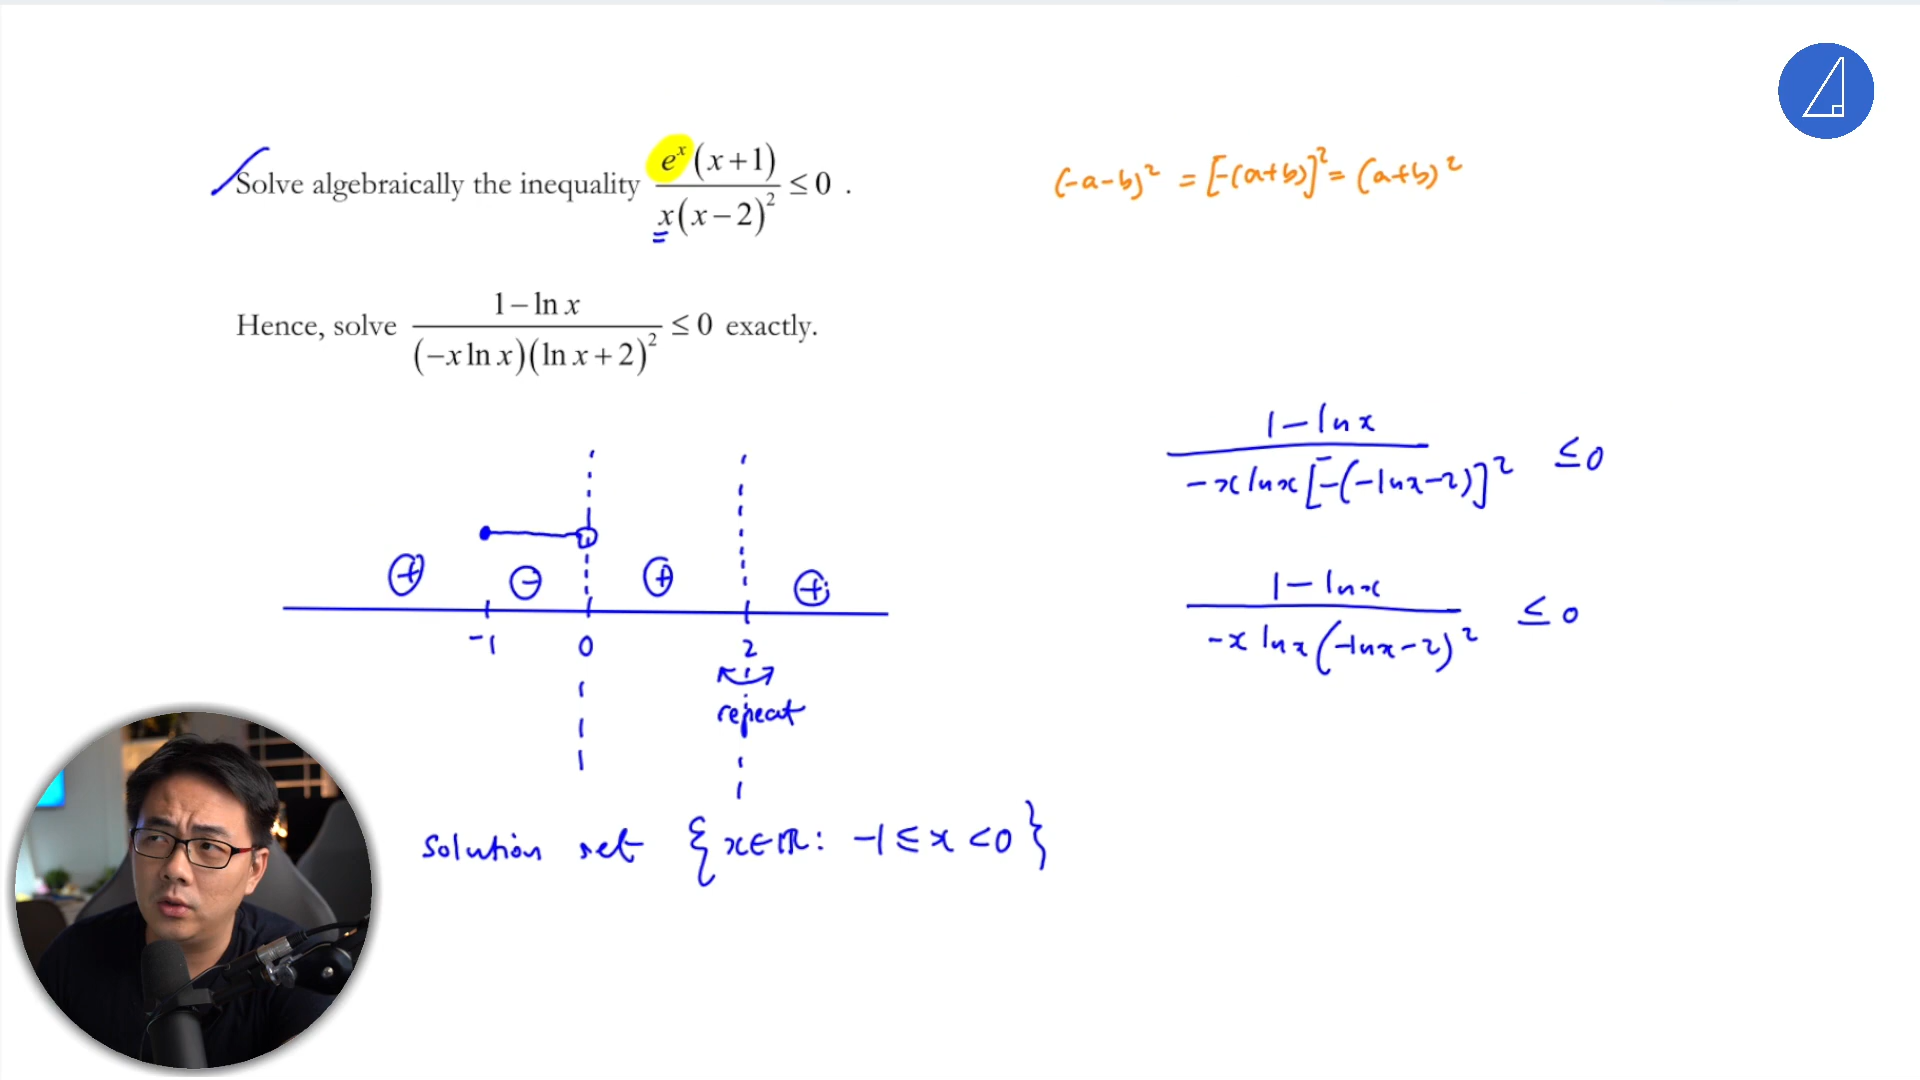 Solve algebraically the inequality e^x(x+1) / x(x−2)^2 ≤ 0 .
(-a-b)^2 = [-(a+b)]^2 = (a+b)^2
Hence, solve 1−ln x / (−x ln x)(ln x+2)^2 ≤ 0 exactly.
1 - ln x / -x ln x [-(-ln x - 2)]^2 ≤ 0
+ - + +
1 - ln x / -x ln x (-ln x - 2)^2 ≤ 0
-1 0 2
repeat
Solution set {x∈ℝ: -1 ≤ x < 0}